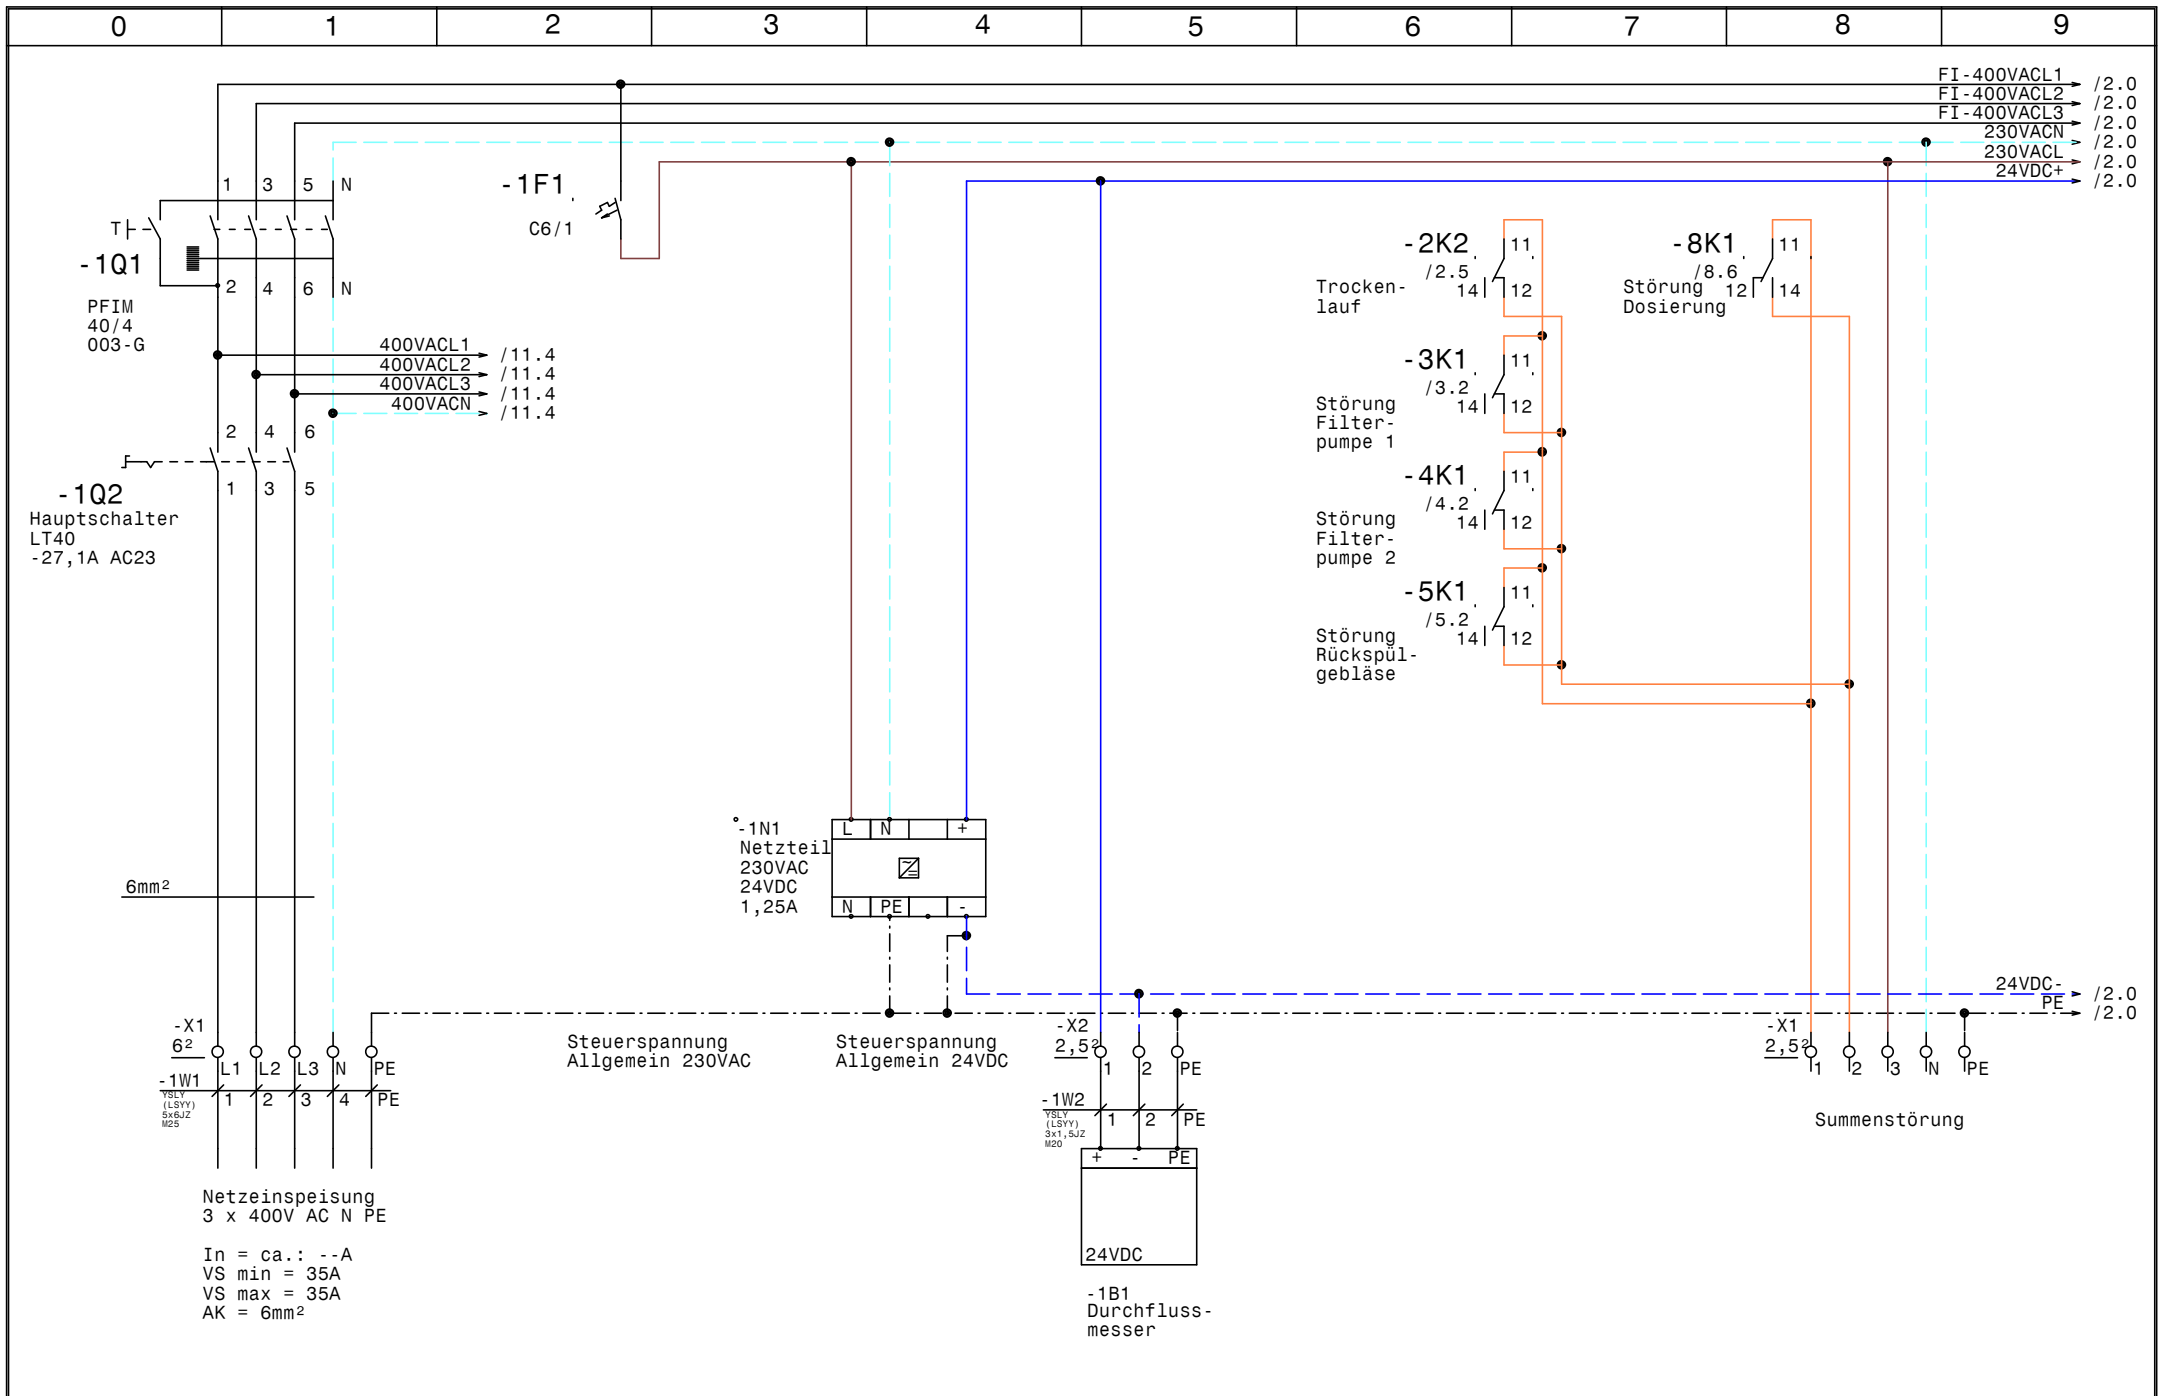 0 1 2 3 4 5 6 7 8 9
FI-400VACL1 /2.0
FI-400VACL2 /2.0
FI-400VACL3 /2.0
230VACN /2.0
230VACL /2.0
24VDC+ /2.0
1 3 5 N
T
-1Q1
2 4 6 N
PFIM
40/4
003-G
-1F1
C6/1
400VACL1 /11.4
400VACL2 /11.4
400VACL3 /11.4
400VACN /11.4
2 4 6
1 3 5
-1Q2
Hauptschalter
LT40
-27,1A AC23
-2K2 11
/2.5
14 12
Trocken-
lauf
-3K1 11
/3.2
14 12
Störung
Filter-
pumpe 1
-4K1 11
/4.2
14 12
Störung
Filter-
pumpe 2
-5K1 11
/5.2
14 12
Störung
Rückspül-
gebläse
-8K1 11
/8.6
12 14
Störung
Dosierung
-1N1
Netzteil
230VAC
24VDC
1,25A
L N +
N PE -
6mm²
24VDC- /2.0
PE /2.0
-X1
6²
L1 L2 L3 N PE
-1W1
YSLY
(LSYY)
5x6JZ
M25
1 2 3 4 PE
Netzeinspeisung
3 x 400V AC N PE
In = ca.: --A
VS min = 35A
VS max = 35A
AK = 6mm²
Steuerspannung
Allgemein 230VAC
Steuerspannung
Allgemein 24VDC
-X2
2,5²
1 2 PE
-1W2
YSLY
(LSYY)
3x1,5JZ
M20
1 2 PE
+ - PE
24VDC
-1B1
Durchfluss-
messer
-X1
2,5²
1 2 3 N PE
Summenstörung